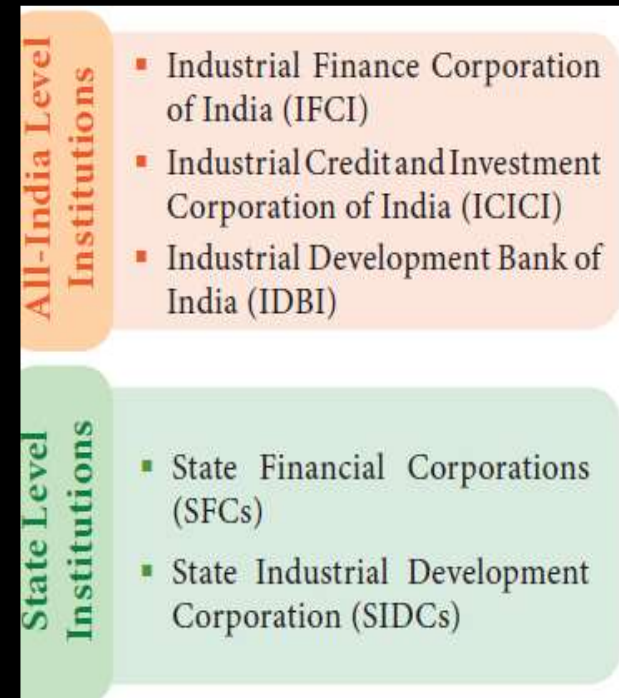 All-India Level
Institutions
▪ Industrial Finance Corporation
of India (IFCI)
▪ Industrial Credit and Investment
Corporation of India (ICICI)
▪ Industrial Development Bank of
India (IDBI)
State Level
Institutions
▪ State Financial Corporations
(SFCs)
▪ State Industrial Development
Corporation (SIDCs)